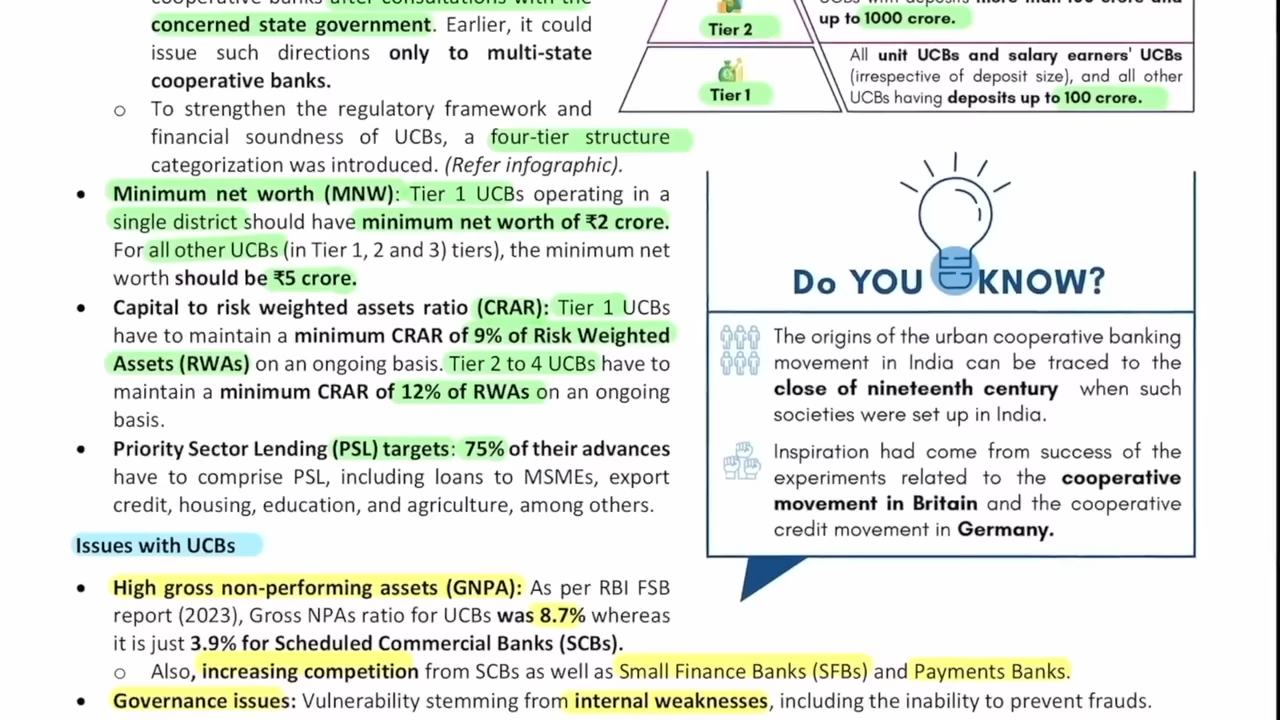 cooperative banks after consultations with the
concerned state government. Earlier, it could
issue such directions only to multi-state
cooperative banks.
o To strengthen the regulatory framework and
financial soundness of UCBs, a four-tier structure
categorization was introduced. (Refer infographic).
• Minimum net worth (MNW): Tier 1 UCBs operating in a
single district should have minimum net worth of ₹2 crore.
For all other UCBs (in Tier 1, 2 and 3) tiers), the minimum net
worth should be ₹5 crore.
• Capital to risk weighted assets ratio (CRAR): Tier 1 UCBs
have to maintain a minimum CRAR of 9% of Risk Weighted
Assets (RWAs) on an ongoing basis. Tier 2 to 4 UCBs have to
maintain a minimum CRAR of 12% of RWAs on an ongoing
basis.
• Priority Sector Lending (PSL) targets: 75% of their advances
have to comprise PSL, including loans to MSMEs, export
credit, housing, education, and agriculture, among others.
Tier 2
UCBs with deposits more than 100 crore and
up to 1000 crore.
Tier 1
All unit UCBs and salary earners' UCBs
(irrespective of deposit size), and all other
UCBs having deposits up to 100 crore.
Do YOU KNOW?
The origins of the urban cooperative banking
movement in India can be traced to the
close of nineteenth century when such
societies were set up in India.
Inspiration had come from success of the
experiments related to the cooperative
movement in Britain and the cooperative
credit movement in Germany.
Issues with UCBs
• High gross non-performing assets (GNPA): As per RBI FSB
report (2023), Gross NPAs ratio for UCBs was 8.7% whereas
it is just 3.9% for Scheduled Commercial Banks (SCBs).
o Also, increasing competition from SCBs as well as Small Finance Banks (SFBs) and Payments Banks.
• Governance issues: Vulnerability stemming from internal weaknesses, including the inability to prevent frauds.